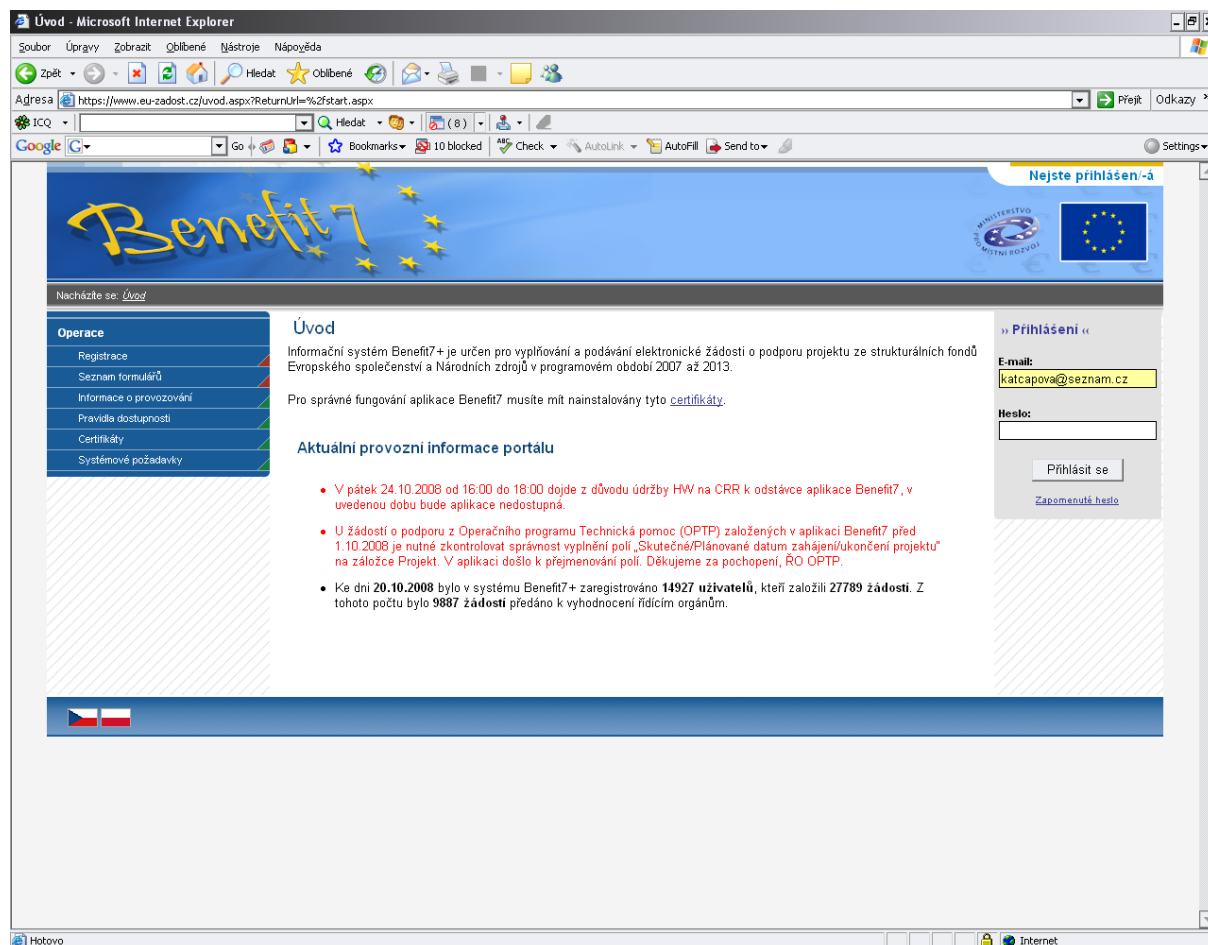 Úvod - Microsoft Internet Explorer
Soubor Úpravy Zobrazit Oblíbené Nástroje Nápověda
Zpět Hledat Oblíbené
Adresa https://www.eu-zadost.cz/uvod.aspx?ReturnUrl=%2fstart.aspx Přejít Odkazy »
ICQ Hledat (8)
Google G Go Bookmarks 10 blocked ABC Check AutoLink AutoFill Send to Settings
Nejste přihlášen/-á
Benefit7
MINISTERSTVO
PRO MÍSTNÍ ROZVOJ
Nacházíte se: Úvod
Operace
Registrace
Seznam formulářů
Informace o provozování
Pravidla dostupnosti
Certifikáty
Systémové požadavky
Úvod
Informační systém Benefit7+ je určen pro vyplňování a podávání elektronické žádosti o podporu projektu ze strukturálních fondů
Evropského společenství a Národních zdrojů v programovém období 2007 až 2013.
Pro správné fungování aplikace Benefit7 musíte mít nainstalovány tyto certifikáty.
Aktuální provozní informace portálu
• V pátek 24.10.2008 od 16:00 do 18:00 dojde z důvodu údržby HW na CRR k odstávce aplikace Benefit7, v
uvedenou dobu bude aplikace nedostupná.
• U žádostí o podporu z Operačního programu Technická pomoc (OPTP) založených v aplikaci Benefit7 před
1.10.2008 je nutné zkontrolovat správnost vyplnění polí „Skutečné/Plánované datum zahájení/ukončení projektu"
na záložce Projekt. V aplikaci došlo k přejmenování polí. Děkujeme za pochopení, ŘO OPTP.
• Ke dni 20.10.2008 bylo v systému Benefit7+ zaregistrováno 14927 uživatelů, kteří založili 27789 žádostí. Z
tohoto počtu bylo 9887 žádostí předáno k vyhodnocení řídícím orgánům.
›› Přihlášení ‹‹
E-mail:
katcapova@seznam.cz
Heslo:
Přihlásit se
Zapomenuté heslo
Hotovo Internet